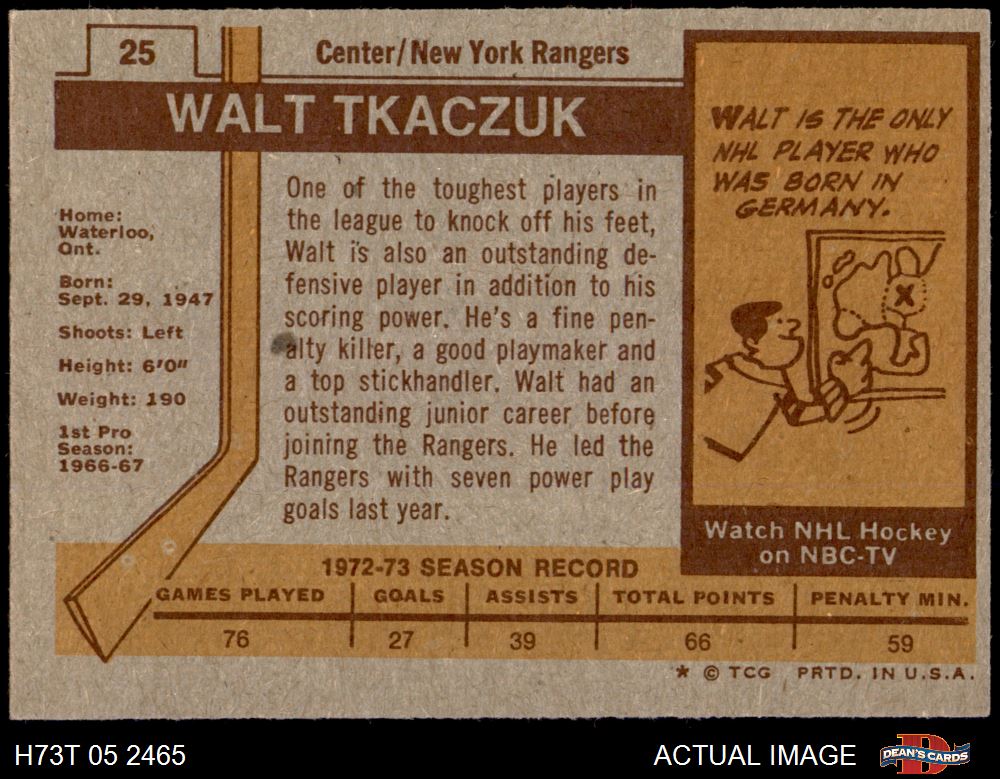 25
Center/New York Rangers
WALT TKACZUK
Home:
Waterloo,
Ont.
Born:
Sept. 29, 1947
Shoots: Left
Height: 6'0"
Weight: 190
1st Pro
Season:
1966-67
One of the toughest players in
the league to knock off his feet,
Walt is also an outstanding de-
fensive player in addition to his
scoring power. He's a fine pen-
alty killer, a good playmaker and
a top stickhandler. Walt had an
outstanding junior career before
joining the Rangers. He led the
Rangers with seven power play
goals last year.
WALT IS THE ONLY
NHL PLAYER WHO
WAS BORN IN
GERMANY.
X
Watch NHL Hockey
on NBC-TV
1972-73 SEASON RECORD
GAMES PLAYED GOALS ASSISTS TOTAL POINTS PENALTY MIN.
76 27 39 66 59
* © TCG PRTD. IN U.S.A.
H73T 05 2465 ACTUAL IMAGE DEAN'S CARDS